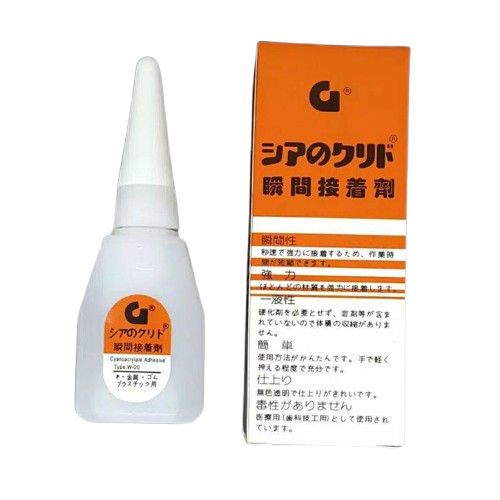 G®
シアのクリド®
瞬間接着剤
Cyanoacrylate Adhesive
Type:W-20
木・金属・ゴム
プラスチック用
G®
シアのクリド®
瞬間接着劑
瞬間性
秒速で強力に接着するため、作業時
間が短縮できます。
強 力
ほとんどの材質を強力に接着します。
一液性
硬化剤を必要とせず、溶剤等が含ま
れていないので体積の収縮がありま
せん。
簡 単
使用方法がかんたんです。手で軽く
押える程度で充分です。
仕上り
無色透明で仕上りがきれいです。
毒性がありません
医療用(歯科技工用)として使用され
ています。